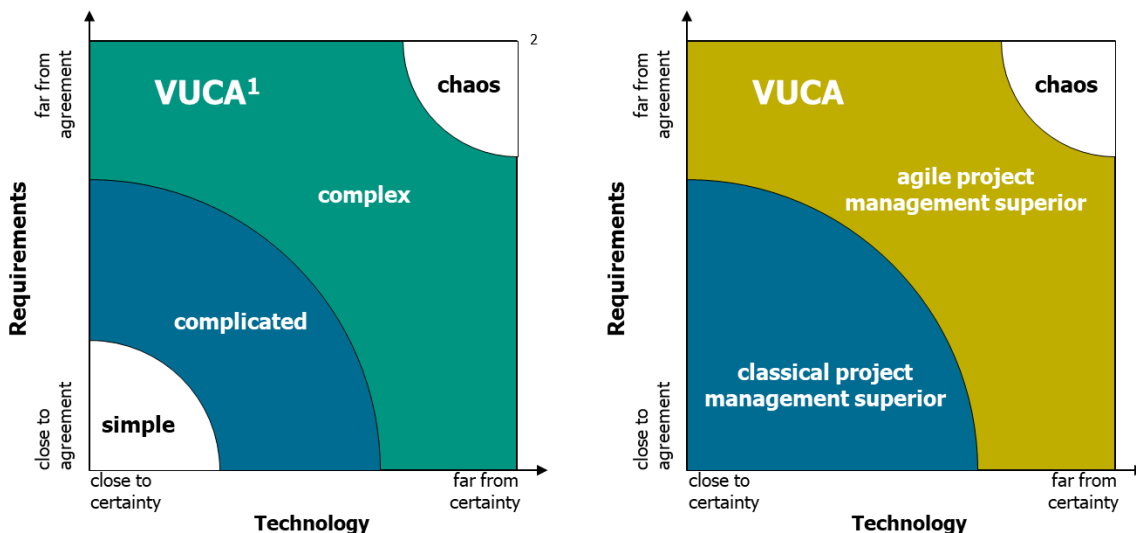 2
far from
agreement
VUCA1
chaos
complex
Requirements
complicated
close to
agreement
simple
close to
certainty
far from
certainty
Technology
far from
agreement
VUCA
chaos
agile project
management superior
Requirements
classical project
management superior
close to
agreement
close to
certainty
far from
certainty
Technology